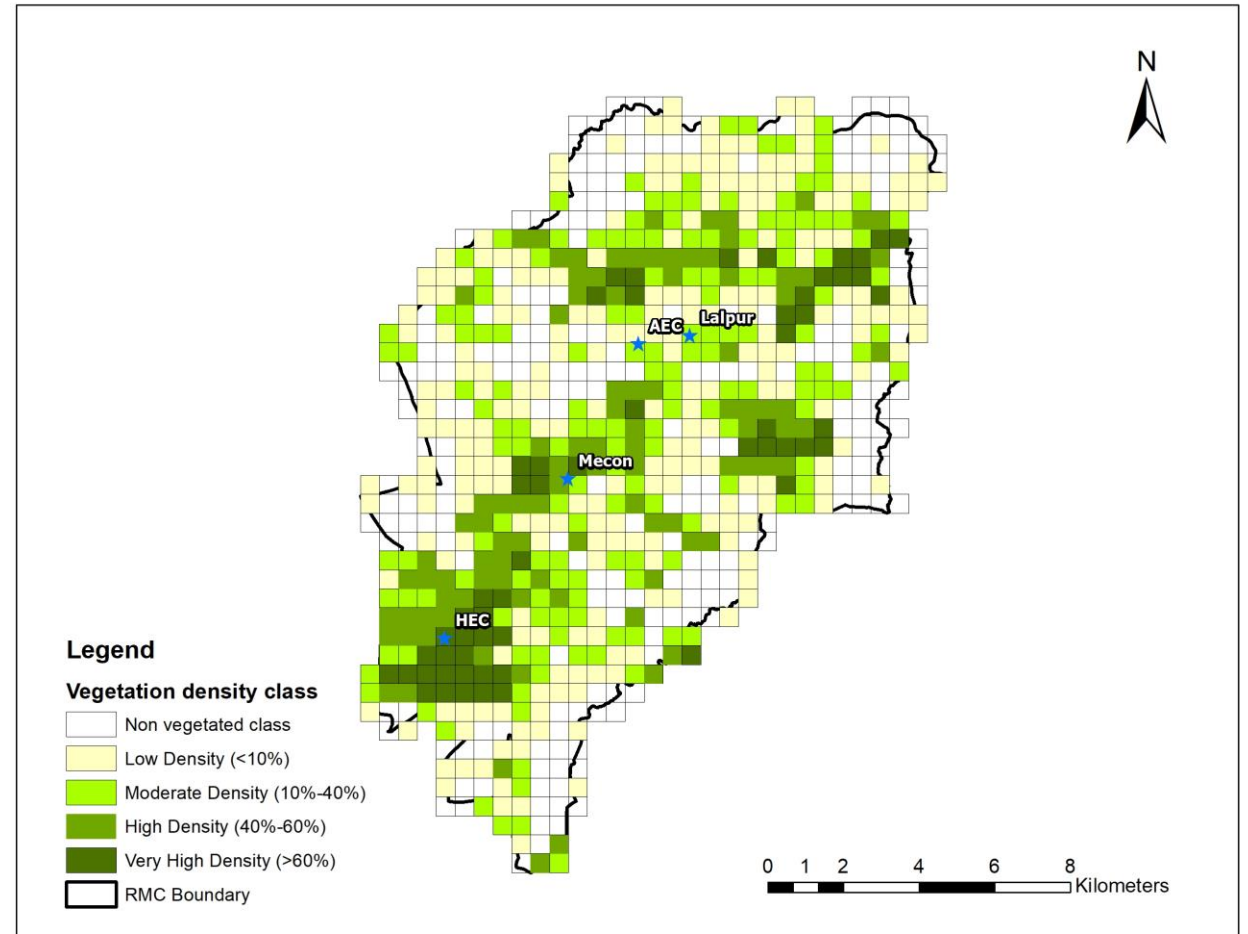 N
AEC
Lalpur
Mecon
HEC
Legend
Vegetation density class
Non vegetated class
Low Density (<10%)
Moderate Density (10%-40%)
High Density (40%-60%)
Very High Density (>60%)
RMC Boundary
0 1 2 4 6 8
Kilometers